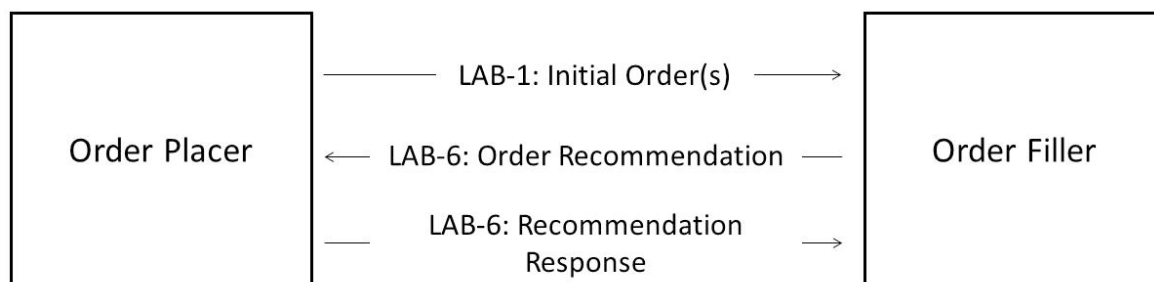 LAB-1: Initial Order(s)
Order Placer
LAB-6: Order Recommendation
Order Filler
LAB-6: Recommendation
Response